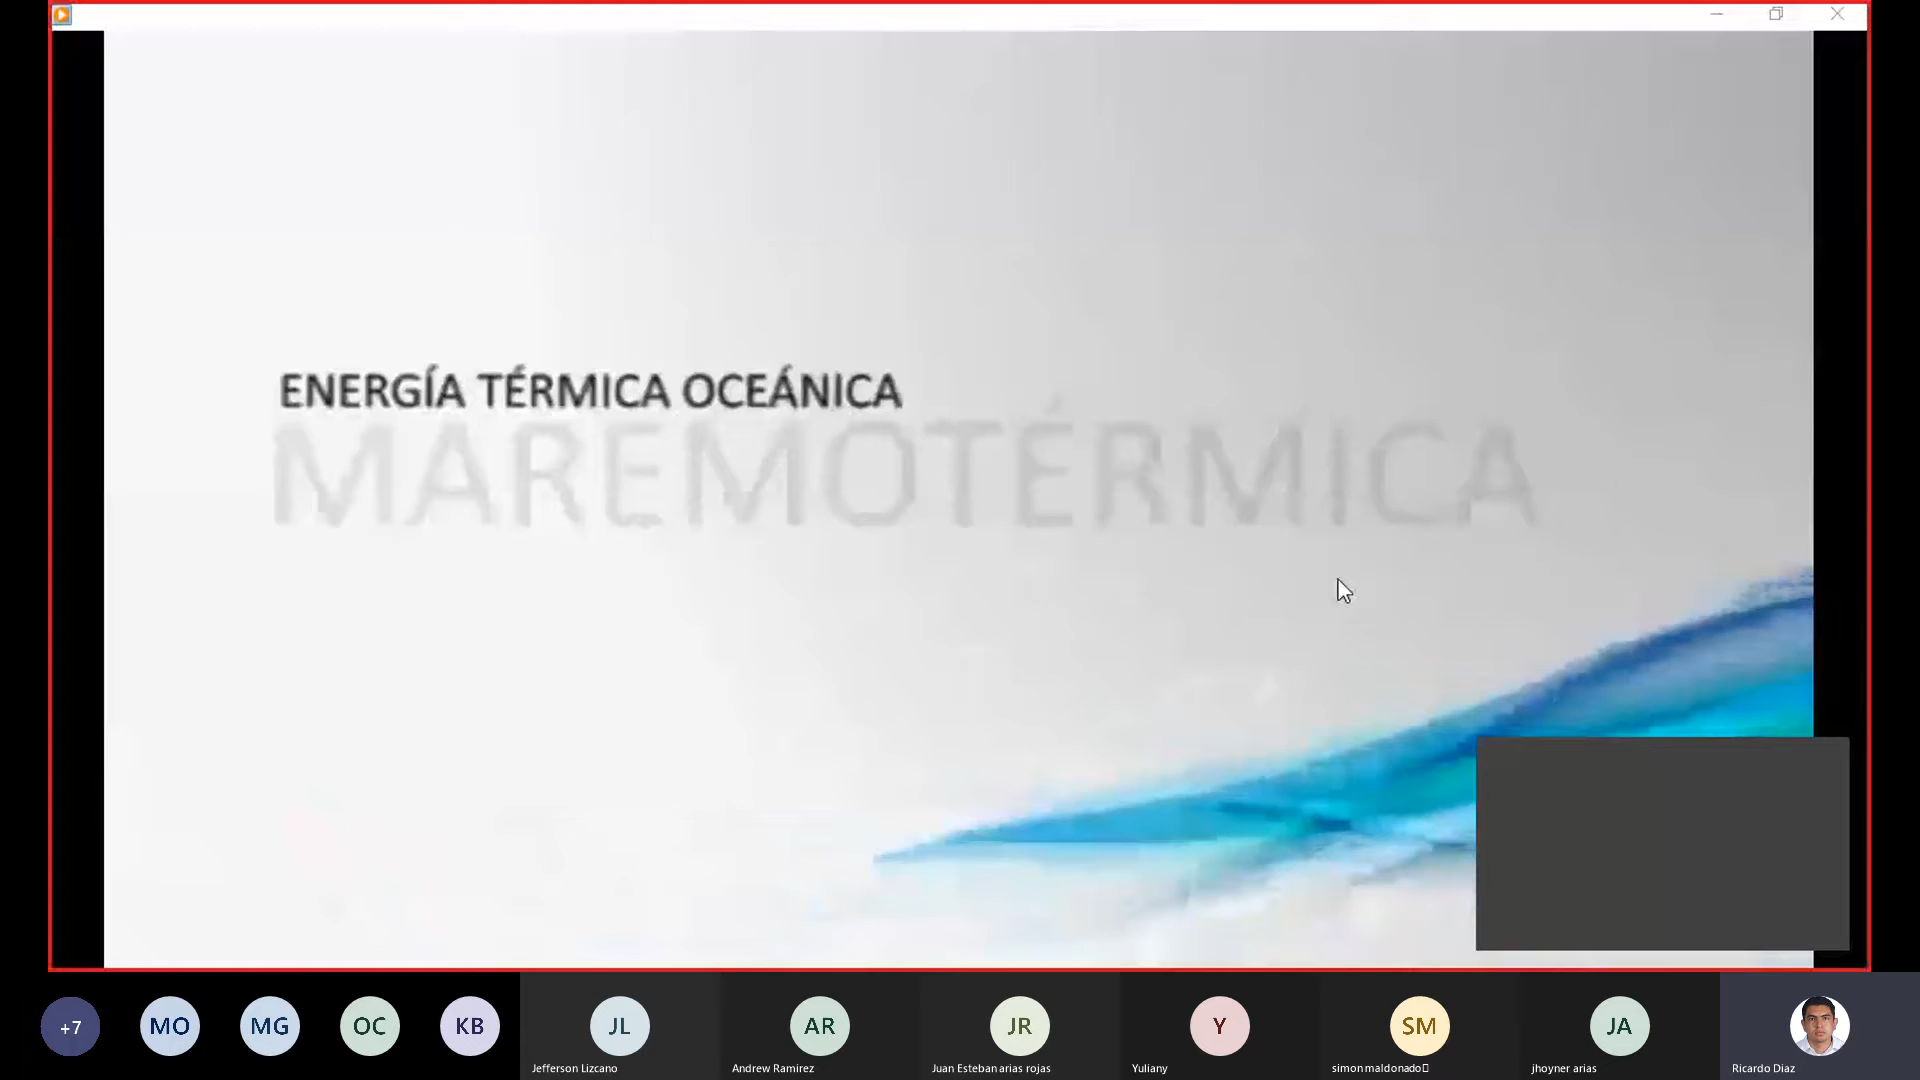 ENERGÍA TÉRMICA OCEÁNICA
MAREMOTÉRMICA
+7
MO
MG
OC
KB
JL
AR
JR
Y
SM
JA
Jefferson Lizcano
Andrew Ramirez
Juan Esteban arias rojas
Yuliany
simon maldonado
jhoyner arias
Ricardo Diaz